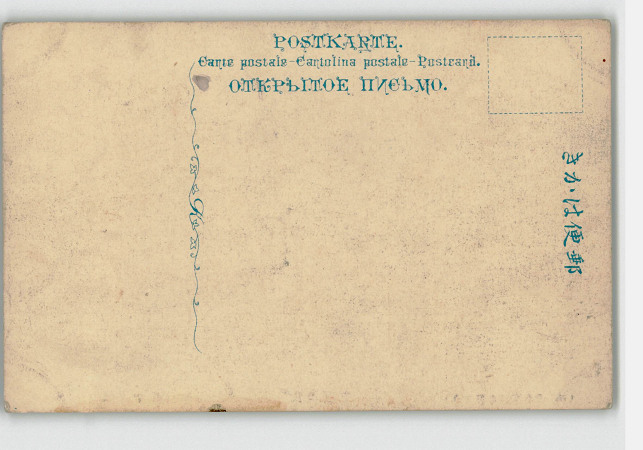 POSTKARTE.
Carte postale-Cartolina postale-Postcard.
ОТКРЫТОЕ ПИСЬМО.
郵便はかき